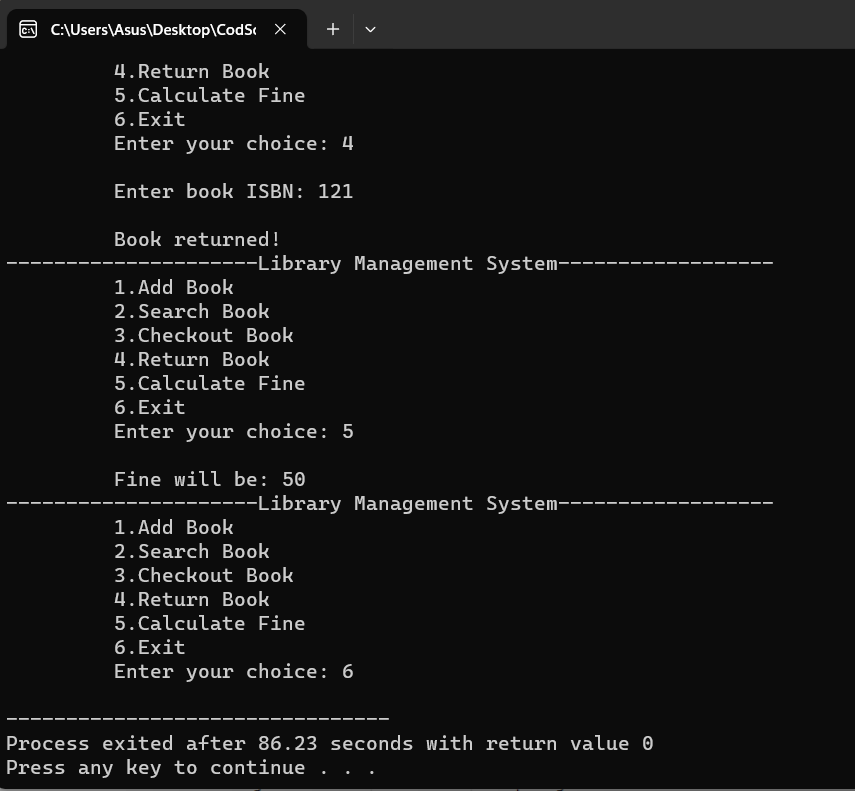 C:\Users\Asus\Desktop\CodSo
4.Return Book
5.Calculate Fine
6.Exit
Enter your choice: 4
Enter book ISBN: 121
Book returned!
---------------------Library Management System------------------
1.Add Book
2.Search Book
3.Checkout Book
4.Return Book
5.Calculate Fine
6.Exit
Enter your choice: 5
Fine will be: 50
---------------------Library Management System------------------
1.Add Book
2.Search Book
3.Checkout Book
4.Return Book
5.Calculate Fine
6.Exit
Enter your choice: 6
--------------------------------
Process exited after 86.23 seconds with return value 0
Press any key to continue . . .